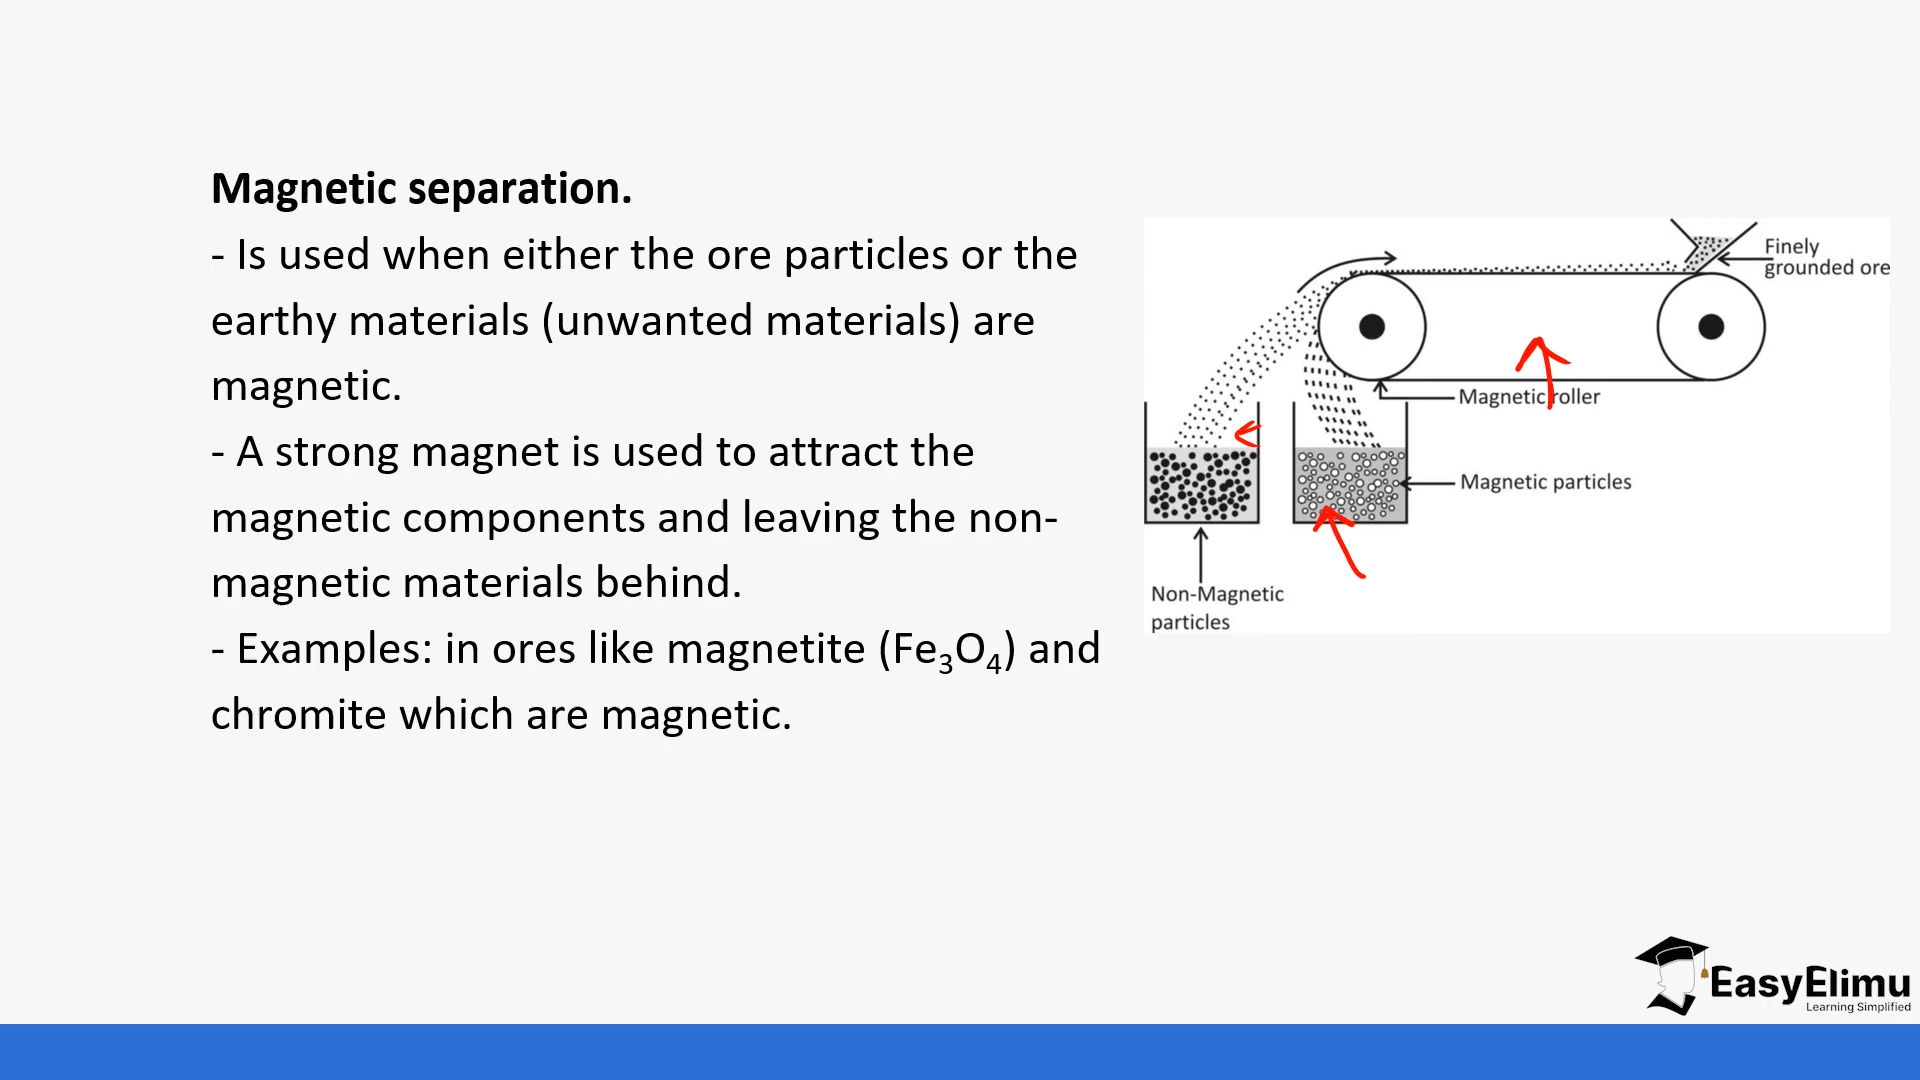 Magnetic separation.
- Is used when either the ore particles or the
earthy materials (unwanted materials) are
magnetic.
- A strong magnet is used to attract the
magnetic components and leaving the non-
magnetic materials behind.
- Examples: in ores like magnetite (Fe₃O₄) and
chromite which are magnetic.
Finely
grounded ore
Magnetic roller
Magnetic particles
Non-Magnetic
particles
EasyElimu
Learning Simplified